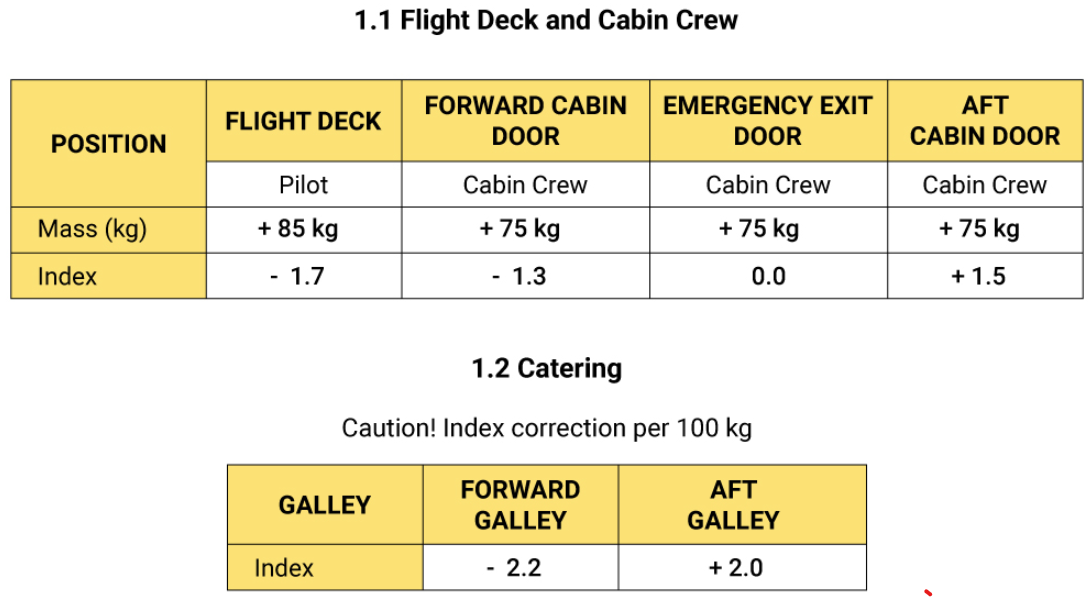 1.1 Flight Deck and Cabin Crew
POSITION
FLIGHT DECK
FORWARD CABIN
DOOR
EMERGENCY EXIT
DOOR
AFT
CABIN DOOR
Pilot
Cabin Crew
Cabin Crew
Cabin Crew
Mass (kg)
+ 85 kg
+ 75 kg
+ 75 kg
+ 75 kg
Index
- 1.7
- 1.3
0.0
+ 1.5
1.2 Catering
Caution! Index correction per 100 kg
GALLEY
FORWARD
GALLEY
AFT
GALLEY
Index
- 2.2
+ 2.0